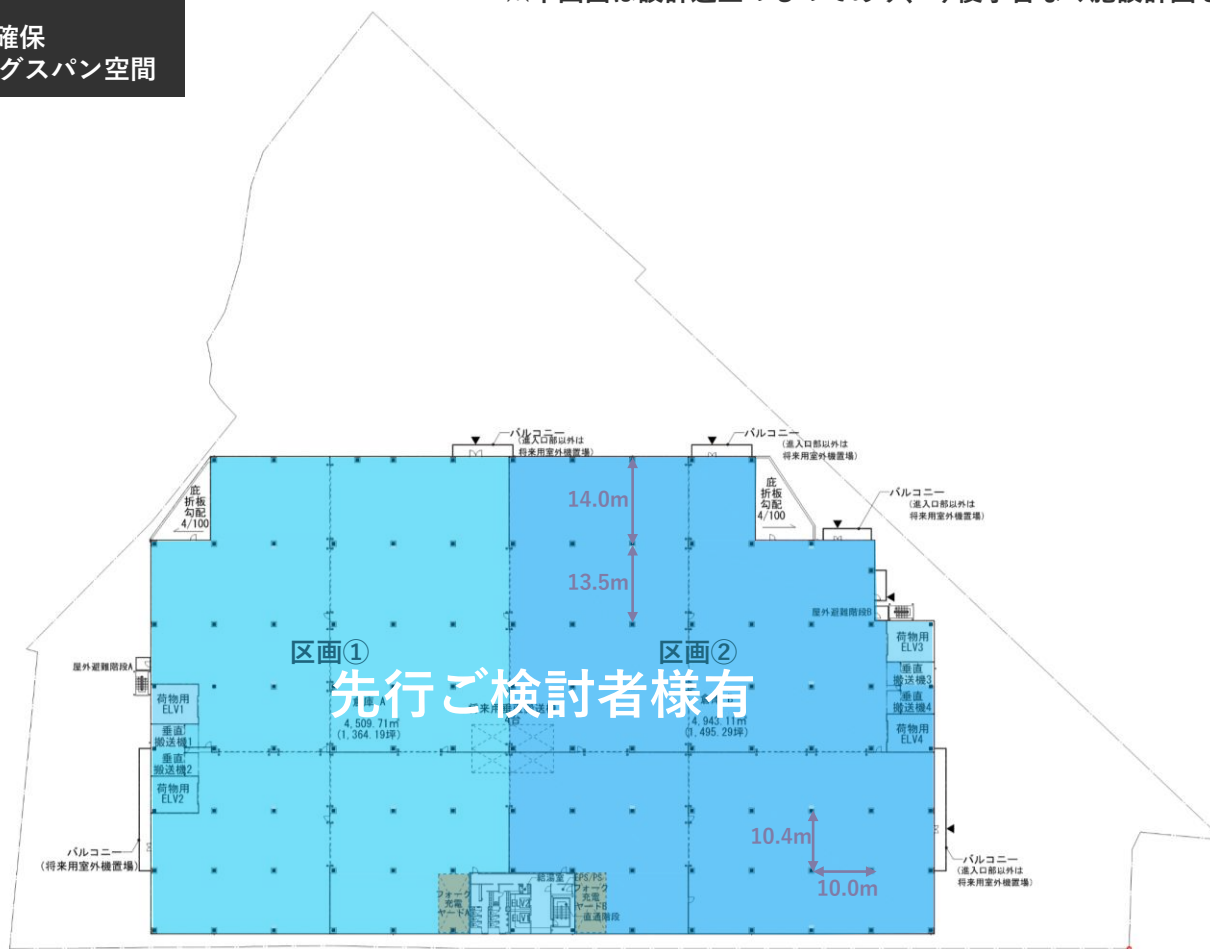 確保
グスパン空間
バルコニー
(進入口部以外は
将来用室外機置場)
バルコニー
(進入口部以外は
将来用室外機置場)
庇
折板
勾配
4/100
14.0m
庇
折板
勾配
4/100
バルコニー
(進入口部以外は
将来用室外機置場)
13.5m
屋外避難階段B
区画①
区画②
荷物用
ELV3
屋外避難階段A
先行ご検討者様有
垂直
搬送機3
荷物用
ELV1
垂直
搬送機4
4,509.71㎡
(1,364.19坪)
4,943.11㎡
(1,495.29坪)
垂直
搬送機1
荷物用
ELV4
垂直
搬送機2
荷物用
ELV2
10.4m
バルコニー
(将来用室外機置場)
10.0m
バルコニー
(進入口部以外は
将来用室外機置場)
フォーク
充電
ヤードA
給湯室
EPS/PS
フォーク
充電
ヤードB
直通階段